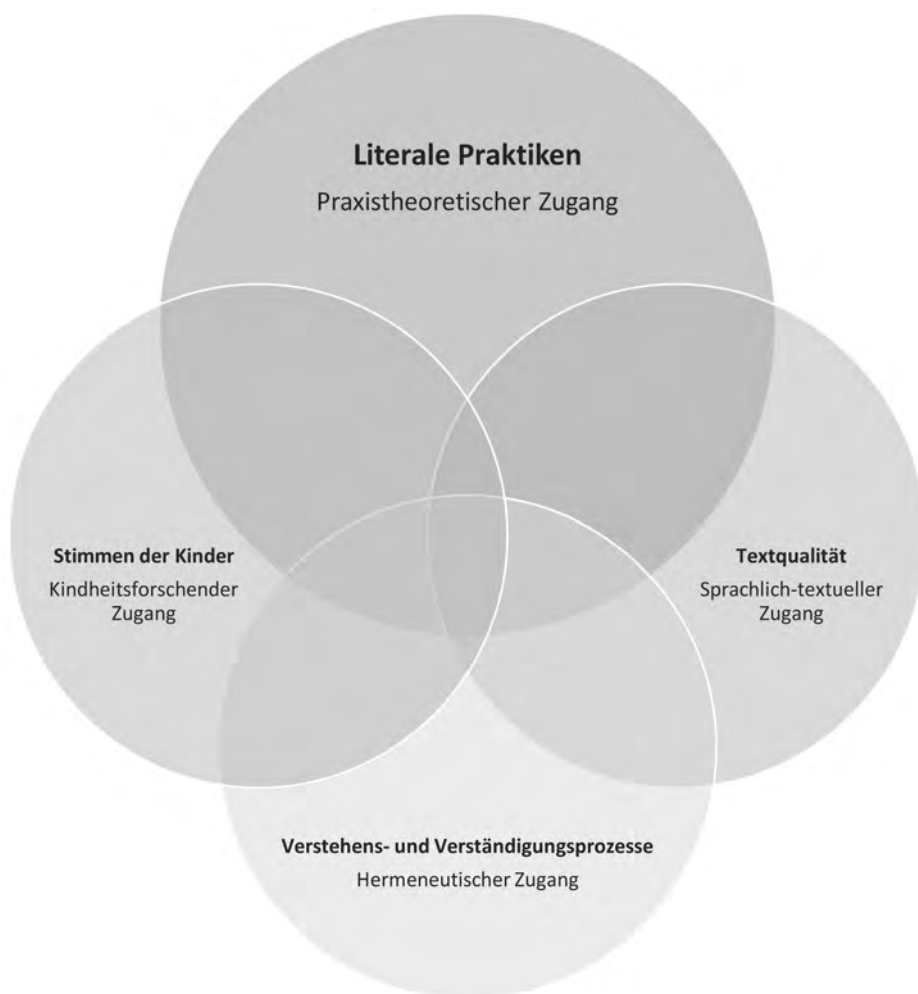 Literale Praktiken
Praxistheoretischer Zugang
Stimmen der Kinder
Kindheitsforschender
Zugang
Textqualität
Sprachlich-textueller
Zugang
Verstehens- und Verständigungsprozesse
Hermeneutischer Zugang